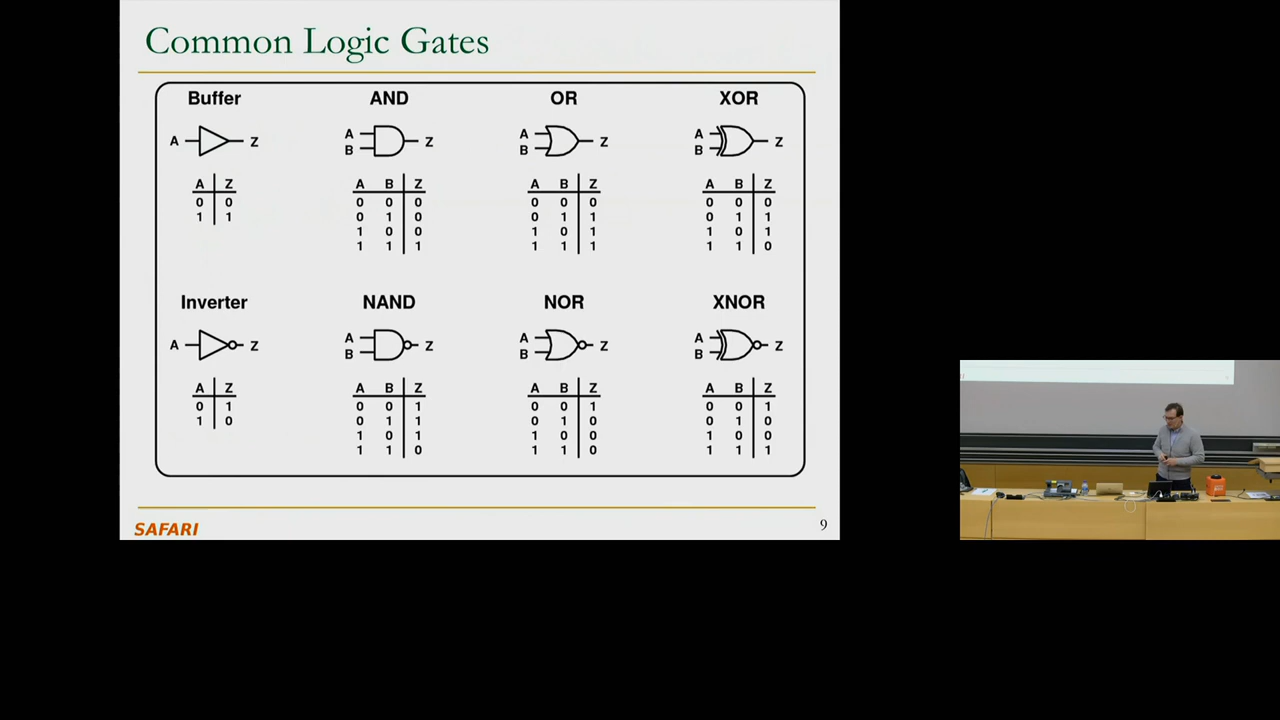 Common Logic Gates
Buffer AND OR XOR
A Z A B Z A B Z A B Z
A Z A B Z A B Z A B Z
0 0 0 0 0 0 0 0 0 0 0
1 1 0 1 0 0 1 1 0 1 1
1 0 0 1 0 1 1 0 1
1 1 1 1 1 1 1 1 0
Inverter NAND NOR XNOR
A Z A B Z A B Z A B Z
A Z A B Z A B Z A B Z
0 1 0 0 1 0 0 1 0 0 1
1 0 0 1 1 0 1 0 0 1 0
1 0 1 1 0 0 1 0 0
1 1 0 1 1 0 1 1 1
SAFARI 9